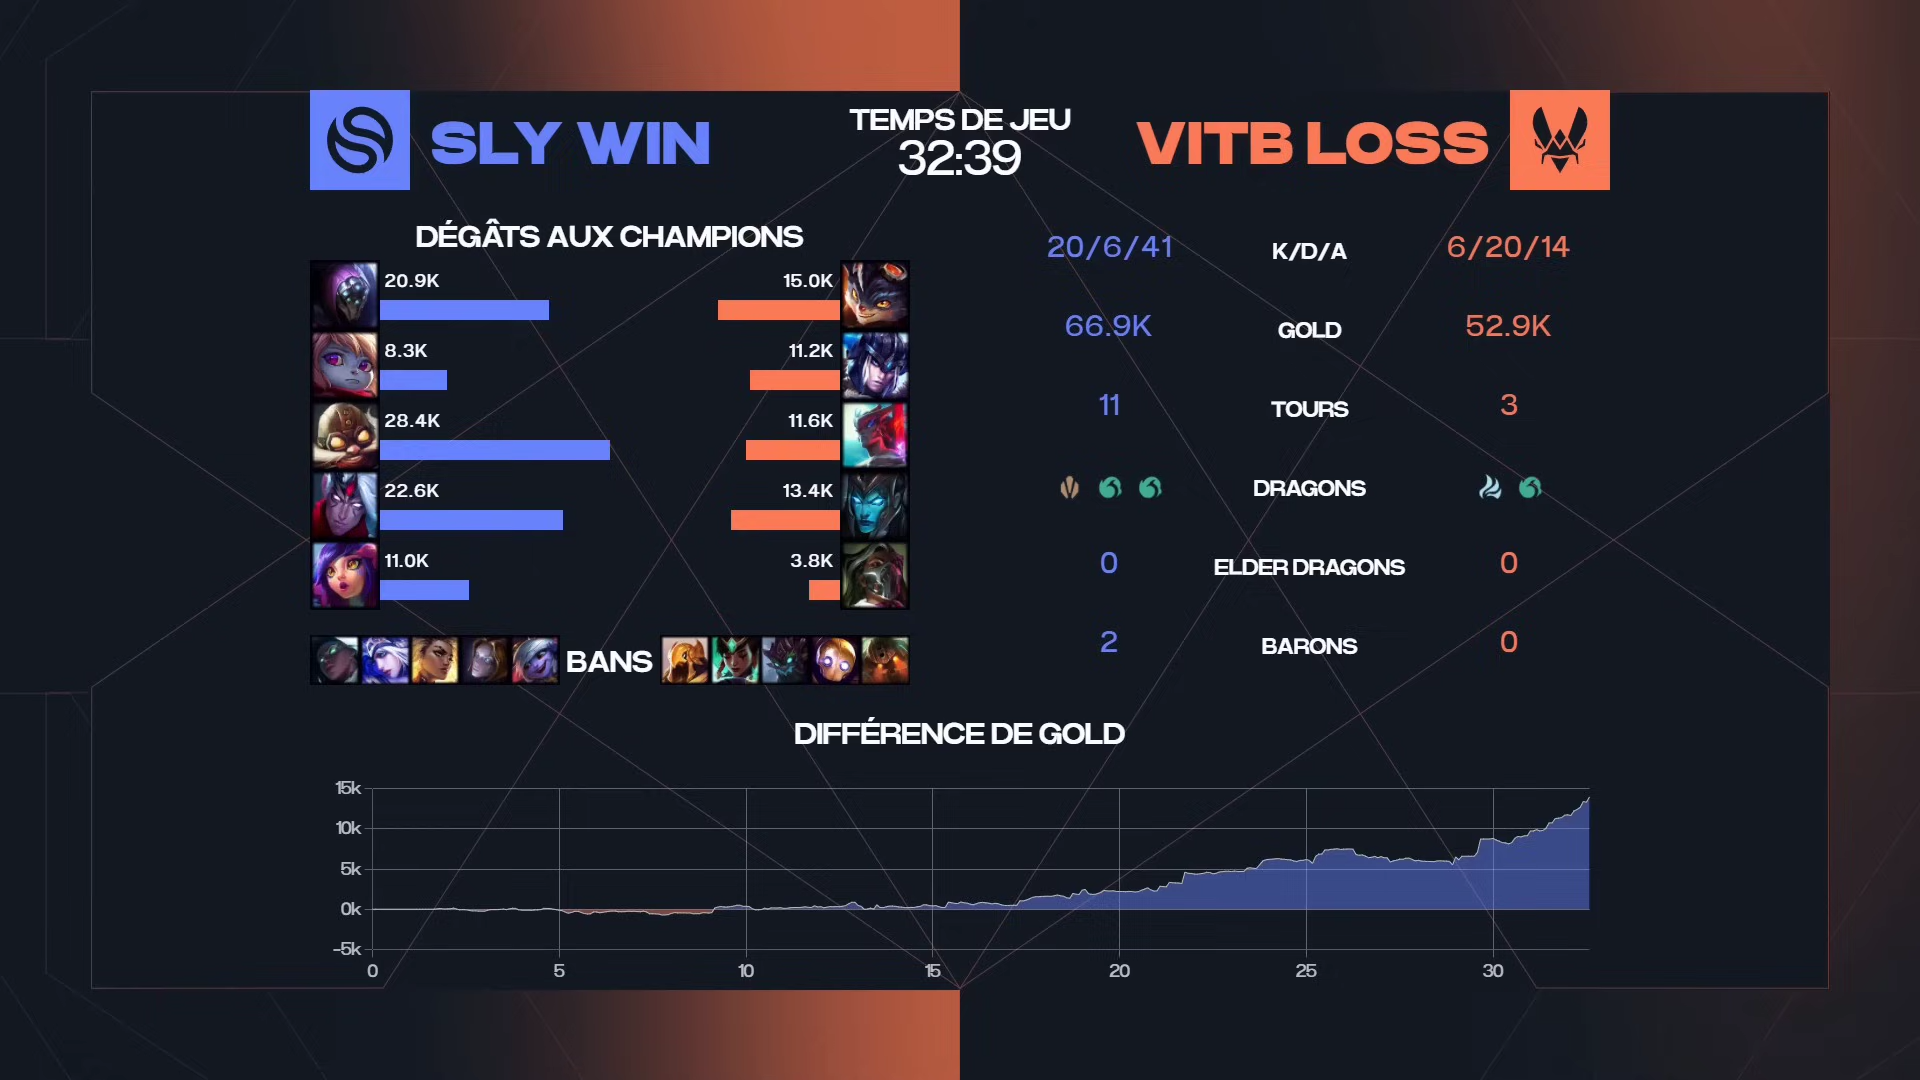 SLY WIN
TEMPS DE JEU
32:39
VITB LOSS
DÉGÂTS AUX CHAMPIONS
20.9K 15.0K
8.3K 11.2K
28.4K 11.6K
22.6K 13.4K
11.0K 3.8K
BANS
20/6/41 K/D/A 6/20/14
66.9K GOLD 52.9K
11 TOURS 3
DRAGONS
0 ELDER DRAGONS 0
2 BARONS 0
DIFFÉRENCE DE GOLD
15k
10k
5k
0k
-5k
0 5 10 15 20 25 30